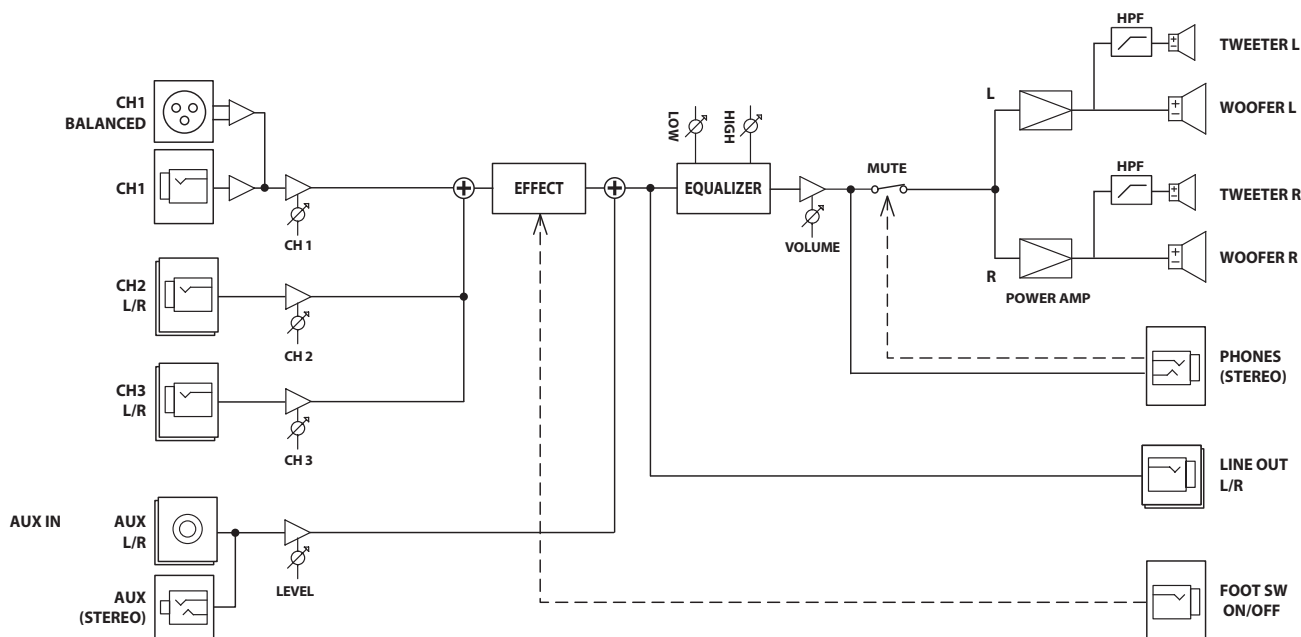 HPF
TWEETER L
L
WOOFER L
CH1
BALANCED
LOW
HIGH
CH1
EFFECT
EQUALIZER
MUTE
HPF
TWEETER R
CH 1
VOLUME
WOOFER R
R
POWER AMP
CH2
L/R
CH 2
PHONES
(STEREO)
CH3
L/R
CH 3
LINE OUT
L/R
AUX IN
AUX
L/R
LEVEL
AUX
(STEREO)
FOOT SW
ON/OFF